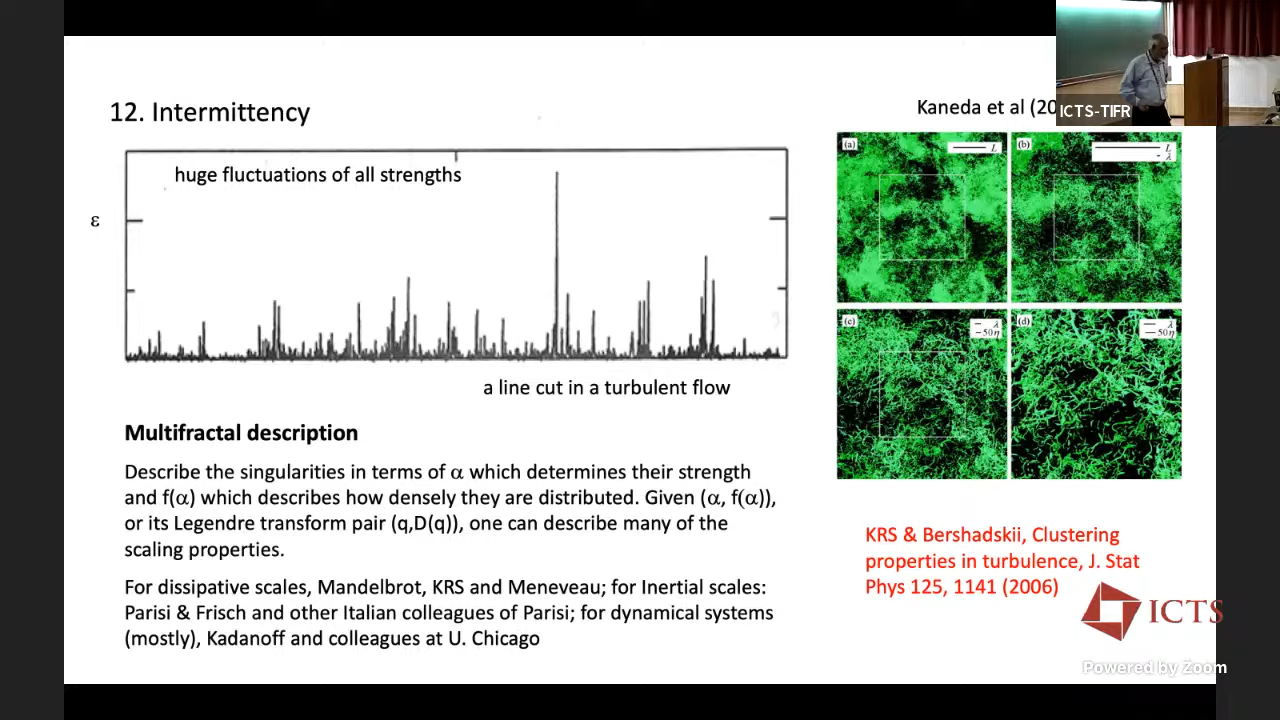 12. Intermittency
Kaneda et al (20
ICTS-TIFR
huge fluctuations of all strengths
ε
a line cut in a turbulent flow
(a)
L
(b)
L
λ
(c)
λ
50η
(d)
λ
50η
Multifractal description
Describe the singularities in terms of α which determines their strength
and f(α) which describes how densely they are distributed. Given (α, f(α)),
or its Legendre transform pair (q,D(q)), one can describe many of the
scaling properties.
For dissipative scales, Mandelbrot, KRS and Meneveau; for Inertial scales:
Parisi & Frisch and other Italian colleagues of Parisi; for dynamical systems
(mostly), Kadanoff and colleagues at U. Chicago
KRS & Bershadskii, Clustering
properties in turbulence, J. Stat
Phys 125, 1141 (2006)
ICTS
Powered by Zoom